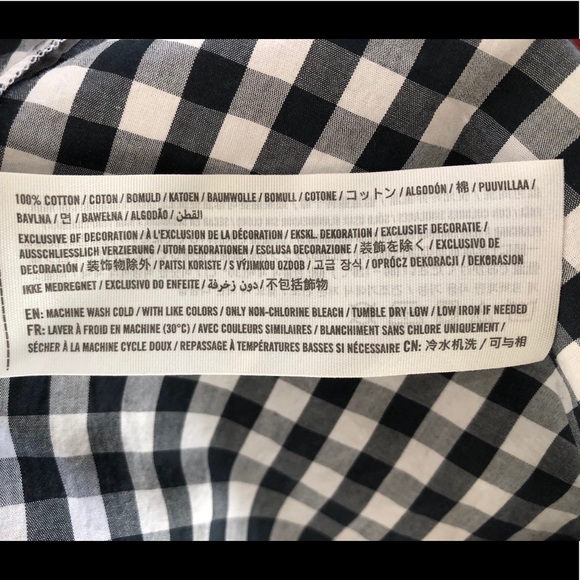 100% COTTON / COTON / BOMULD / KATOEN / BAUMWOLLE / BOMULL / COTONE / コットン / ALGODÓN / 棉 / PUUVILLAA /
BAVLNA / 면 / BAWEŁNA / ALGODÃO / القطن
EXCLUSIVE OF DECORATION / À L'EXCLUSION DE LA DÉCORATION / EKSKL. DEKORATION / EXCLUSIEF DECORATIE /
AUSSCHLIESSLICH VERZIERUNG / UTOM DEKORATIONEN / ESCLUSA DECORAZIONE / 装飾を除く / EXCLUSIVO DE
DECORACIÓN / 装饰物除外 / PAITSI KORISTE / S VÝJIMKOU OZDOB / 고급 장식 / OPRÓCZ DEKORACJI / DEKORASJON
IKKE MEDREGNET / EXCLUSIVO DO ENFEITE / دون زخرفة / 不包括飾物
EN: MACHINE WASH COLD / WITH LIKE COLORS / ONLY NON-CHLORINE BLEACH / TUMBLE DRY LOW / LOW IRON IF NEEDED
FR: LAVER À FROID EN MACHINE (30°C) / AVEC COULEURS SIMILAIRES / BLANCHIMENT SANS CHLORE UNIQUEMENT /
SÉCHER À LA MACHINE CYCLE DOUX / REPASSAGE À TEMPÉRATURES BASSES SI NÉCESSAIRE CN: 冷水机洗 / 可与相